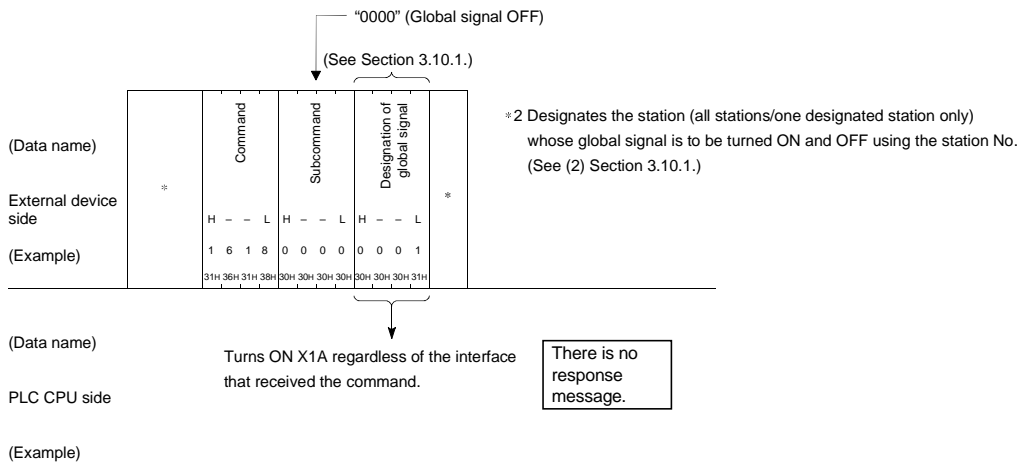 “0000” (Global signal OFF)
(See Section 3.10.1.)
(Data name)
External device
side
(Example)
*
Command
Subcommand
Designation of
global signal
*
H – – L H – – L H – – L
1 6 1 8 0 0 0 0 0 0 0 1
31H 36H 31H 38H 30H 30H 30H 30H 30H 30H 30H 31H
*2 Designates the station (all stations/one designated station only)
whose global signal is to be turned ON and OFF using the station No.
(See (2) Section 3.10.1.)
(Data name)
PLC CPU side
(Example)
Turns ON X1A regardless of the interface
that received the command.
There is no
response
message.